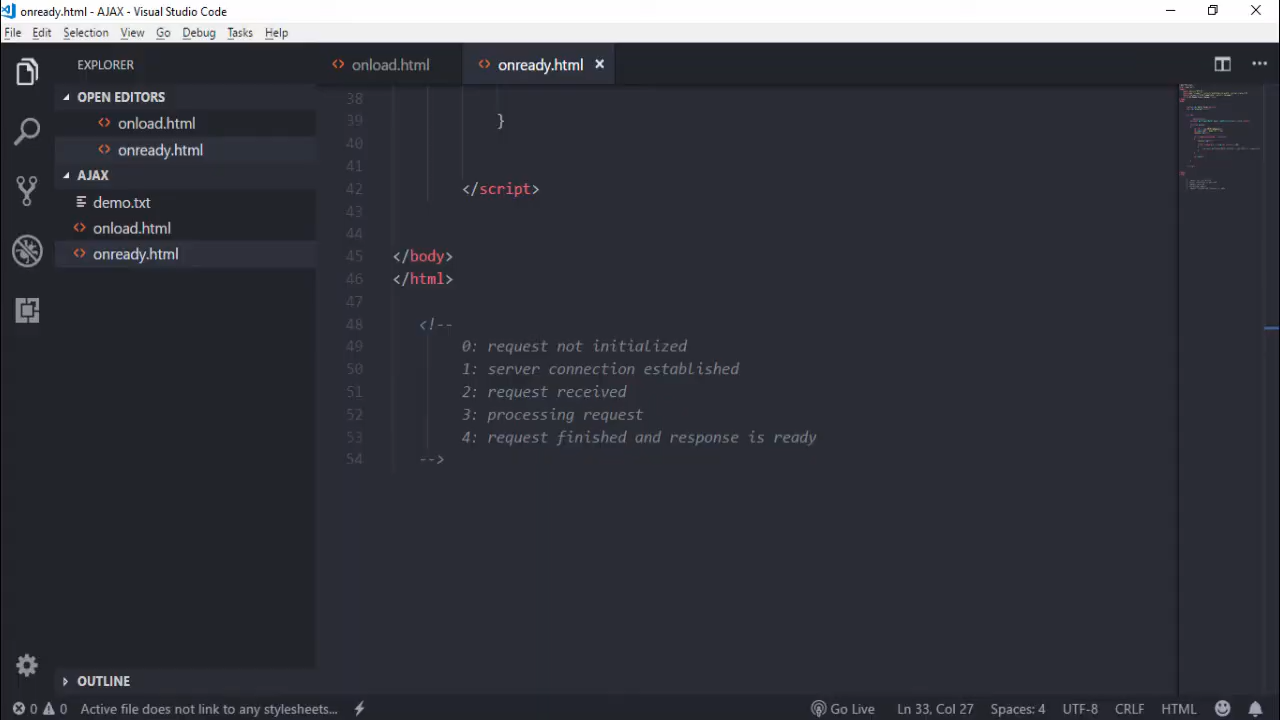 onready.html - AJAX - Visual Studio Code
File Edit Selection View Go Debug Tasks Help
EXPLORER
OPEN EDITORS
onload.html
onready.html
AJAX
demo.txt
onload.html
onready.html
OUTLINE
onload.html onready.html
38
39 }
40
41
42 </script>
43
44
45 </body>
46 </html>
47
48 <!--
49 0: request not initialized
50 1: server connection established
51 2: request received
52 3: processing request
53 4: request finished and response is ready
54 -->
0 0 Active file does not link to any stylesheets... Go Live Ln 33, Col 27 Spaces: 4 UTF-8 CRLF HTML